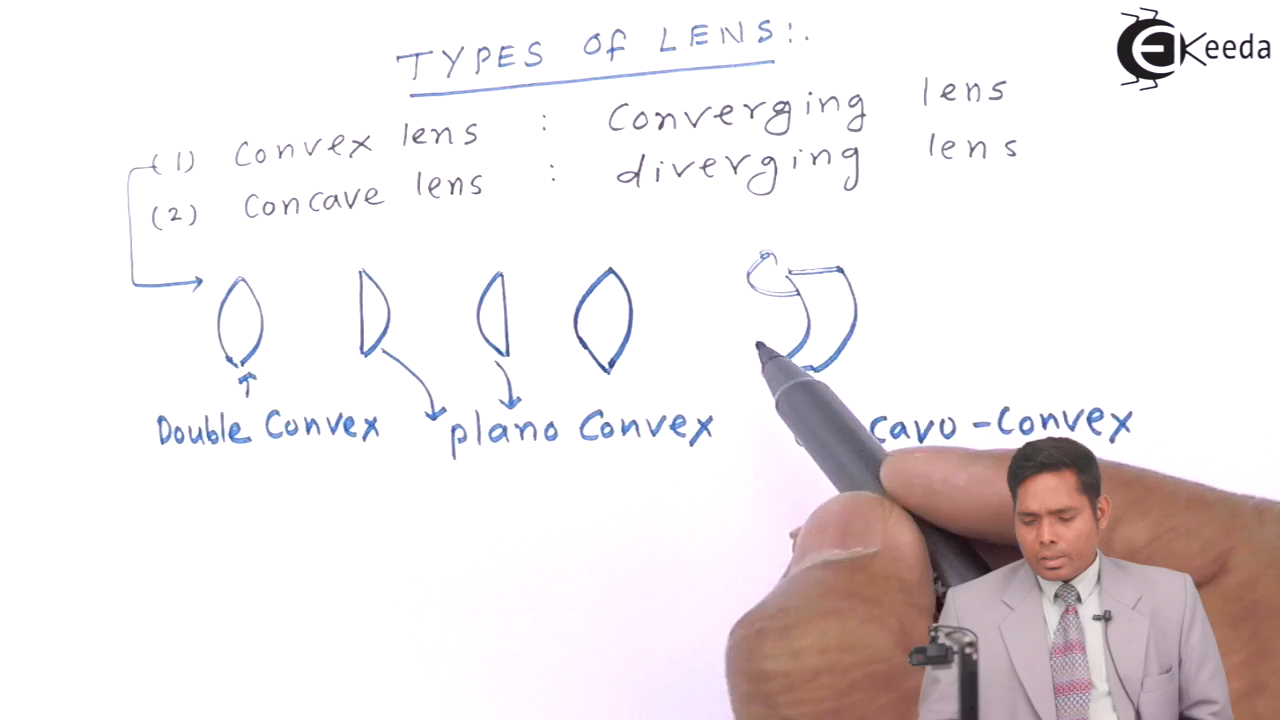 TYPES Of LENS:.
Keeda
(1) Convex lens : Converging lens
(2) Concave lens : diverging lens
Double Convex
plano Convex
cavo-Convex